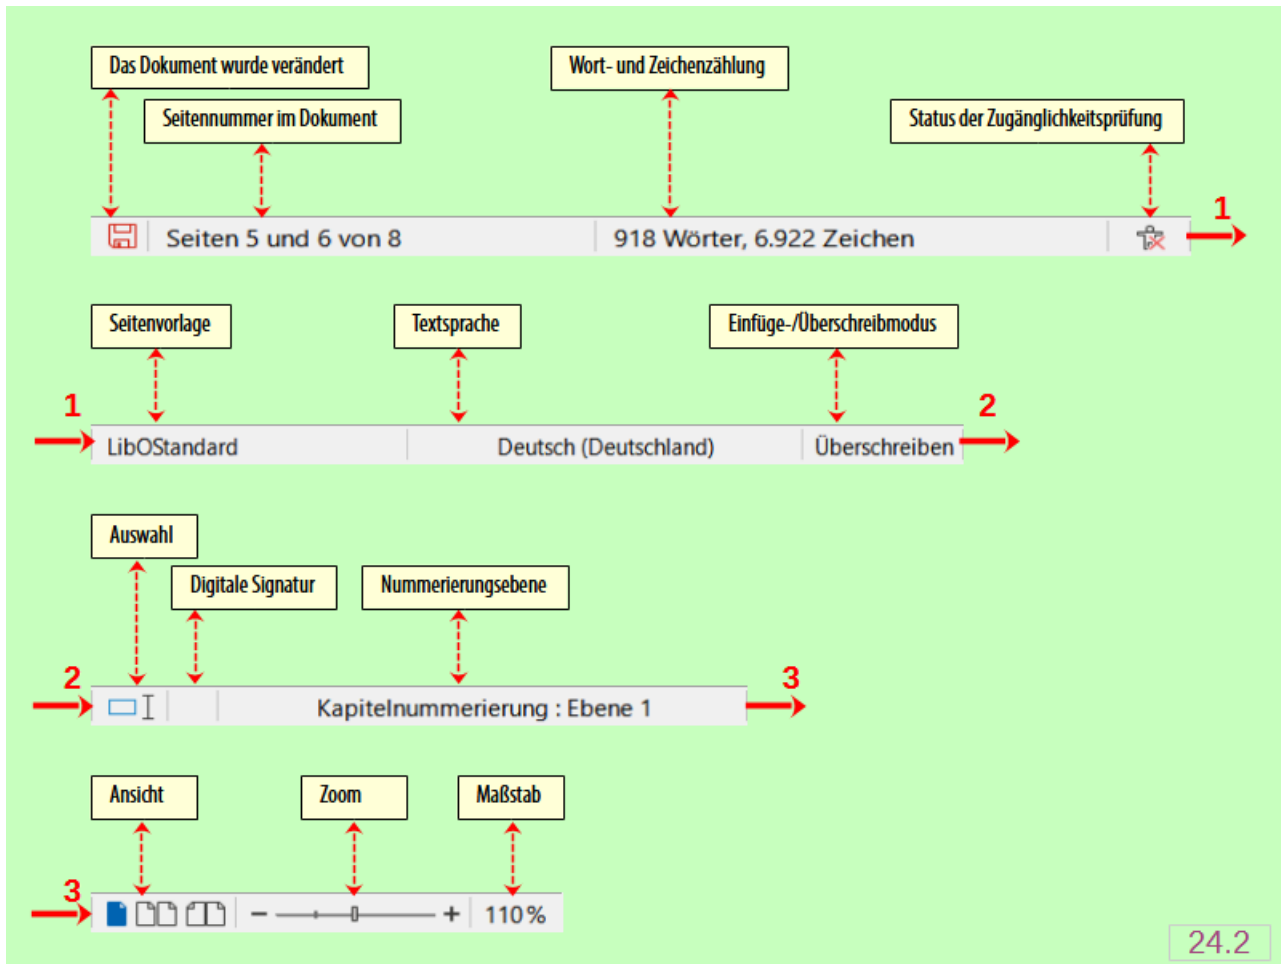 Das Dokument wurde verändert
Wort- und Zeichenzählung
Seitennummer im Dokument
Status der Zugänglichkeitsprüfung
1
Seiten 5 und 6 von 8
918 Wörter, 6.922 Zeichen
Seitenvorlage
Textsprache
Einfüge-/Überschreibmodus
1
2
LibOStandard
Deutsch (Deutschland)
Überschreiben
Auswahl
Digitale Signatur
Nummerierungsebene
2
3
Kapitelnummerierung : Ebene 1
Ansicht
Zoom
Maßstab
3
110 %
24.2